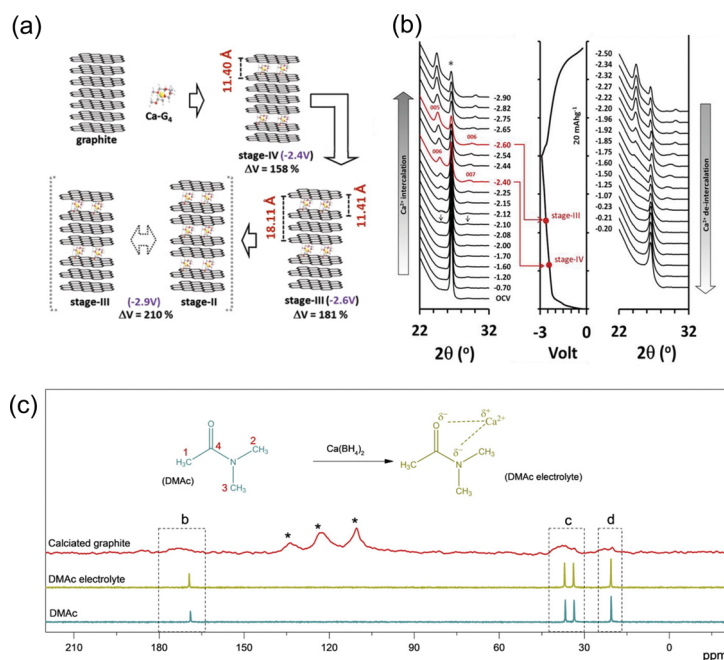 (a)
graphite
Ca-G4
11.40 Å
stage-IV (-2.4V)
ΔV = 158 %
18.11 Å
11.41 Å
stage-III
(-2.9V)
stage-II
ΔV = 210 %
stage-III (-2.6V)
ΔV = 181 %
(b)
Ca²⁺ intercalation
*
005
006
006
007
-2.90
-2.82
-2.75
-2.65
-2.60
-2.54
-2.44
-2.40
-2.25
-2.15
-2.12
-2.10
-2.08
-2.00
-1.70
-1.60
-1.20
-0.70
OCV
22 32
2θ (°)
20 mAhg⁻¹
stage-III
stage-IV
-3 0
Volt
-2.50
-2.34
-2.32
-2.27
-2.22
-2.20
-1.96
-1.92
-1.75
-1.60
-1.50
-1.25
-1.07
-0.23
-0.21
-0.20
22 32
2θ (°)
Ca²⁺ de-intercalation
(c)
O
1
CH₃
4
N
2
CH₃
CH₃
3
(DMAc)
Ca(BH₄)₂
δ⁻
O
δ⁺
Ca²⁺
δ⁻
CH₃
N
CH₃
CH₃
(DMAc electrolyte)
b
c
d
* * *
Calciated graphite
DMAc electrolyte
DMAc
210 180 150 120 90 60 30 0 ppm